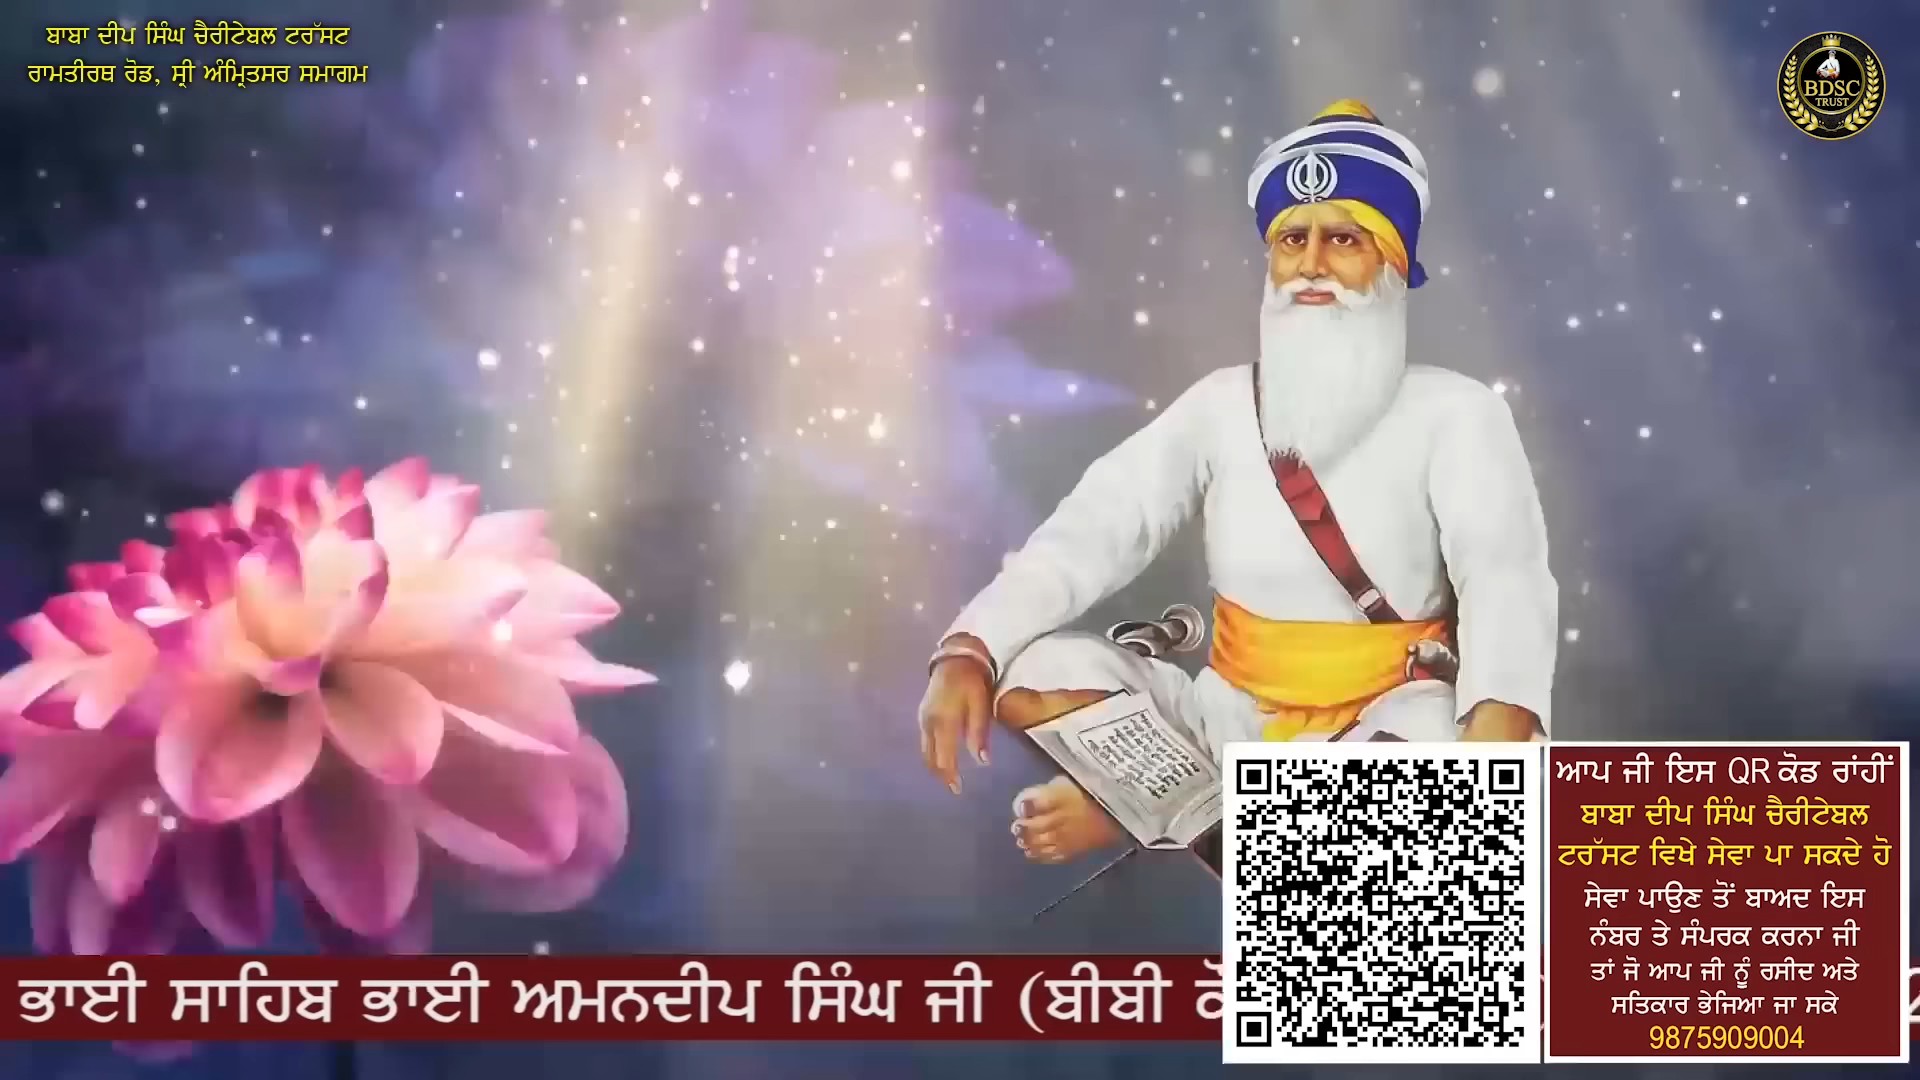 ਬਾਬਾ ਦੀਪ ਸਿੰਘ ਚੈਰੀਟੇਬਲ ਟਰੱਸਟ
ਰਾਮਤੀਰਥ ਰੋਡ, ਸ੍ਰੀ ਅੰਮ੍ਰਿਤਸਰ ਸਮਾਗਮ
BDSC
TRUST
ਆਪ ਜੀ ਇਸ QR ਕੋਡ ਰਾਂਹੀਂ
ਬਾਬਾ ਦੀਪ ਸਿੰਘ ਚੈਰੀਟੇਬਲ
ਟਰੱਸਟ ਵਿਖੇ ਸੇਵਾ ਪਾ ਸਕਦੇ ਹੋ
ਸੇਵਾ ਪਾਉਣ ਤੋਂ ਬਾਅਦ ਇਸ
ਨੰਬਰ ਤੇ ਸੰਪਰਕ ਕਰਨਾ ਜੀ
ਤਾਂ ਜੋ ਆਪ ਜੀ ਨੂੰ ਰਸੀਦ ਅਤੇ
ਸਤਿਕਾਰ ਭੇਜਿਆ ਜਾ ਸਕੇ
9875909004
ਭਾਈ ਸਾਹਿਬ ਭਾਈ ਅਮਨਦੀਪ ਸਿੰਘ ਜੀ (ਬੀਬੀ